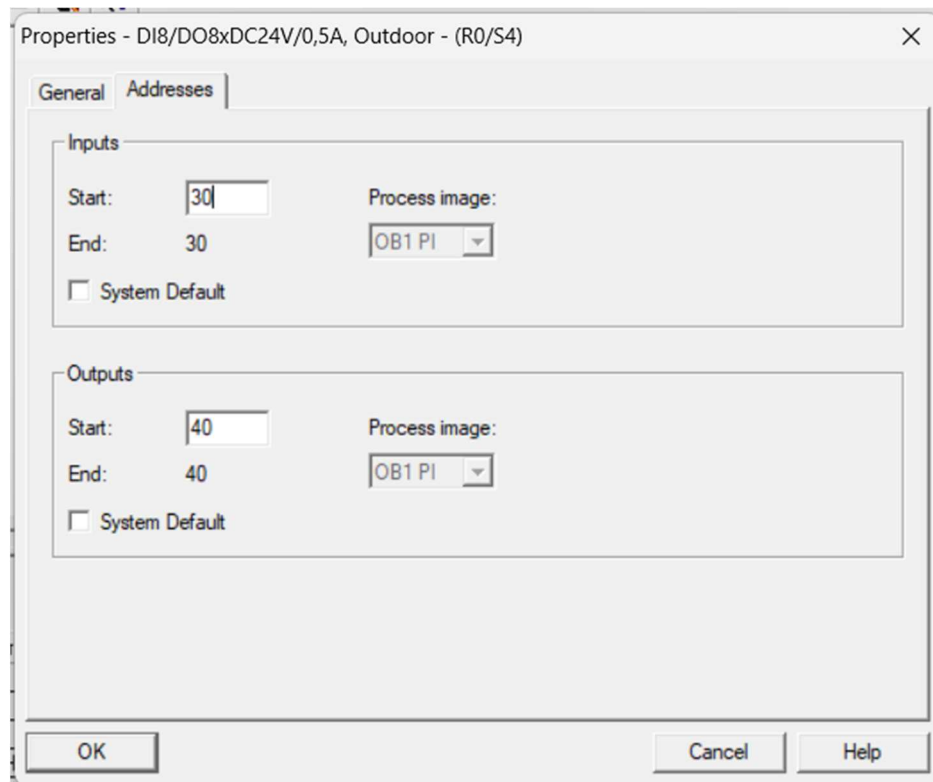 Properties - DI8/DO8xDC24V/0,5A, Outdoor - (R0/S4)
General Addresses
Inputs
Start: 30 Process image:
End: 30 OB1 PI
System Default
Outputs
Start: 40 Process image:
End: 40 OB1 PI
System Default
OK Cancel Help